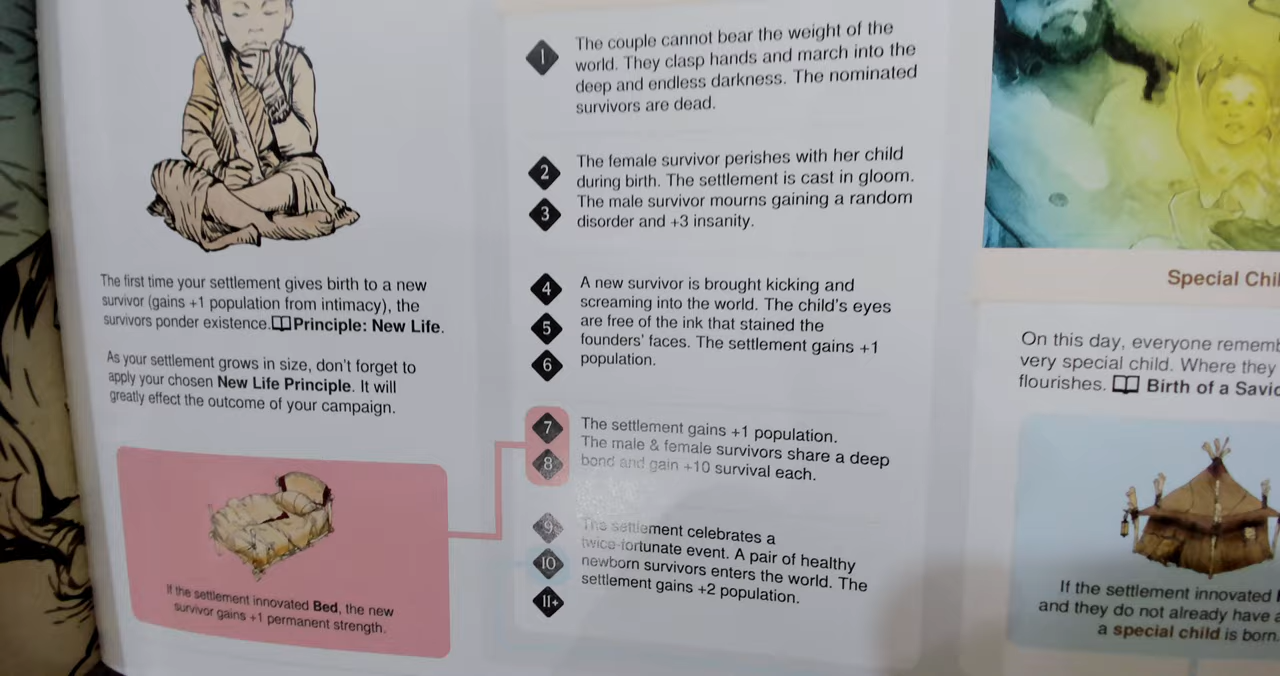 The first time your settlement gives birth to a new
survivor (gains +1 population from intimacy), the
survivors ponder existence. Principle: New Life.
As your settlement grows in size, don't forget to
apply your chosen New Life Principle. It will
greatly effect the outcome of your campaign.
If the settlement innovated Bed, the new
survivor gains +1 permanent strength.
1
The couple cannot bear the weight of the
world. They clasp hands and march into the
deep and endless darkness. The nominated
survivors are dead.
2
3
The female survivor perishes with her child
during birth. The settlement is cast in gloom.
The male survivor mourns gaining a random
disorder and +3 insanity.
4
5
6
A new survivor is brought kicking and
screaming into the world. The child's eyes
are free of the ink that stained the
founders' faces. The settlement gains +1
population.
7
8
The settlement gains +1 population.
The male & female survivors share a deep
bond and gain +10 survival each.
9
10
11+
The settlement celebrates a
twice-fortunate event. A pair of healthy
newborn survivors enters the world. The
settlement gains +2 population.
Special
On this day, everyone
very special child. Where they
flourishes. Birth of a
If the settlement innovated
and they do not already have
a special child is born.